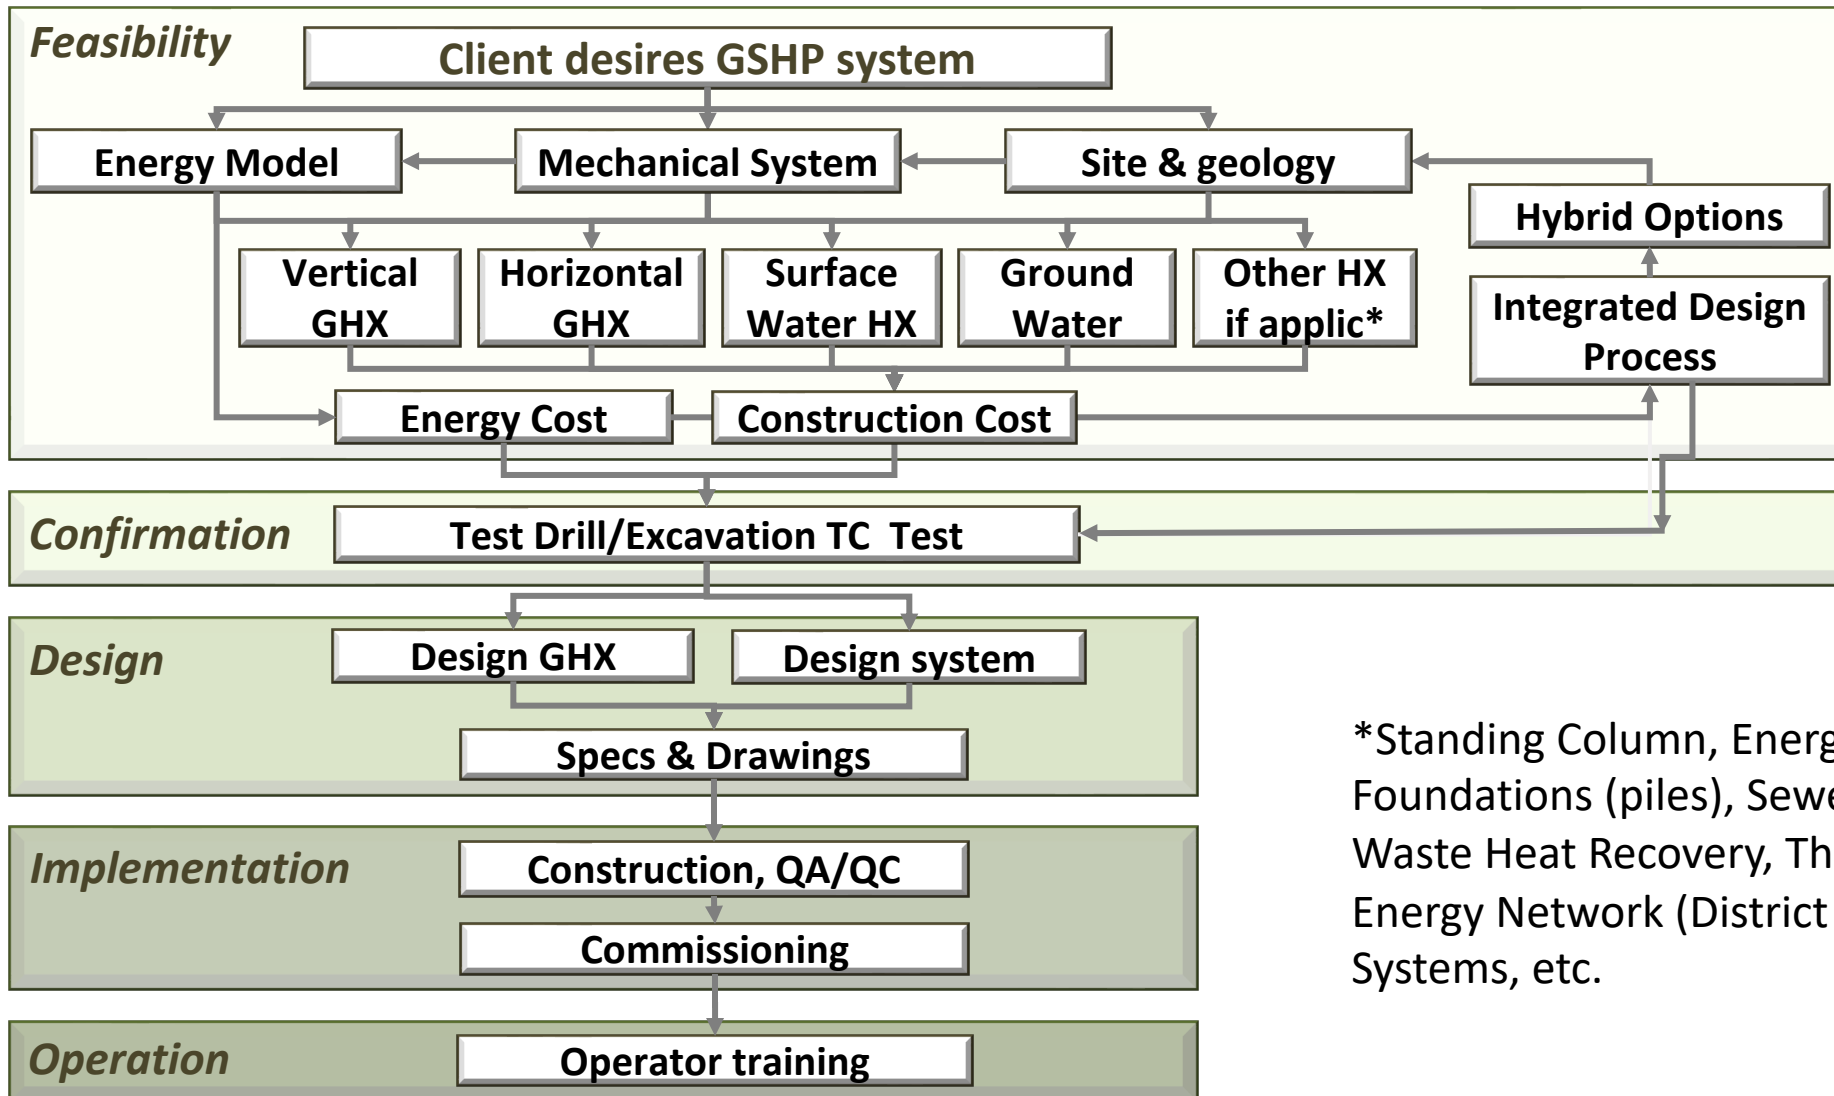 Feasibility
Client desires GSHP system
Energy Model
Mechanical System
Site & geology
Hybrid Options
Vertical
GHX
Horizontal
GHX
Surface
Water HX
Ground
Water
Other HX
if applic*
Integrated Design
Process
Energy Cost
Construction Cost
Confirmation
Test Drill/Excavation TC Test
Design
Design GHX
Design system
Specs & Drawings
*Standing Column,
Foundations (piles),
Waste Heat Recovery,
Energy Network (District
Systems, etc.
Implementation
Construction, QA/QC
Commissioning
Operation
Operator training